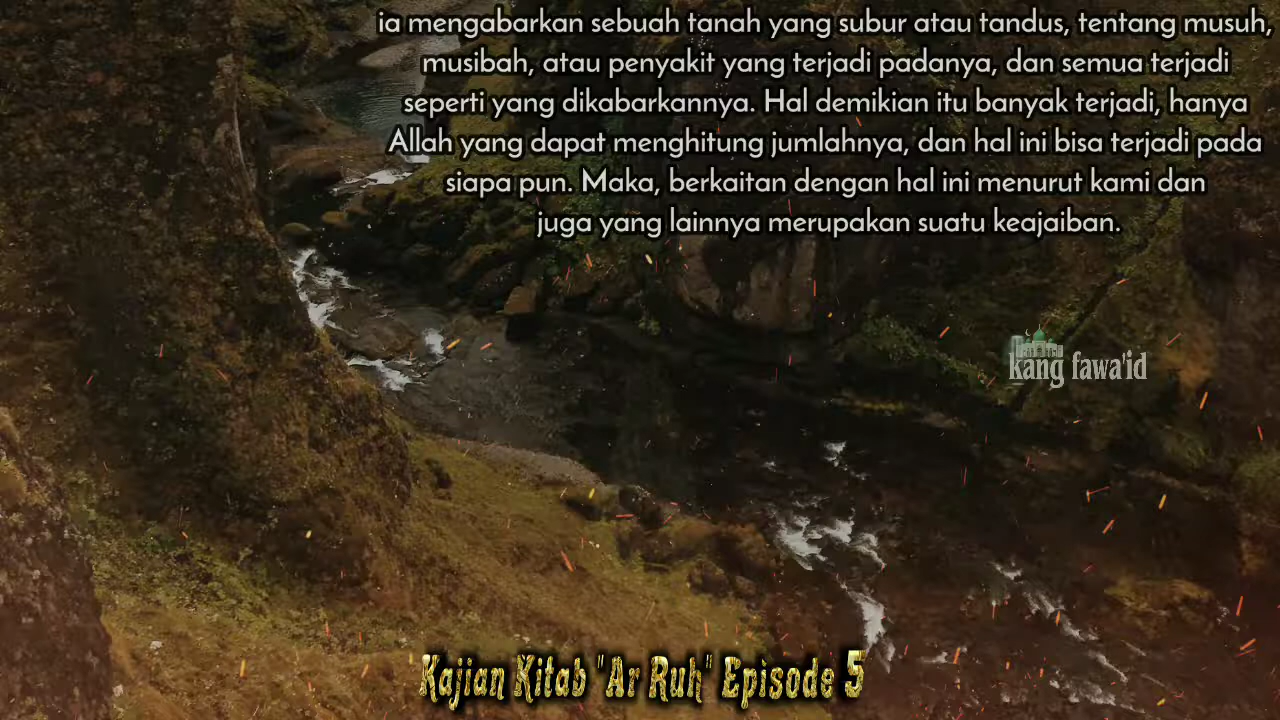 ia mengabarkan sebuah tanah yang subur atau tandus, tentang musuh,
musibah, atau penyakit yang terjadi padanya, dan semua terjadi
seperti yang dikabarkannya. Hal demikian itu banyak terjadi, hanya
Allah yang dapat menghitung jumlahnya, dan hal ini bisa terjadi pada
siapa pun. Maka, berkaitan dengan hal ini menurut kami dan
juga yang lainnya merupakan suatu keajaiban.
kang fawa'id
Kajian Kitab "Ar Ruh" Episode 5